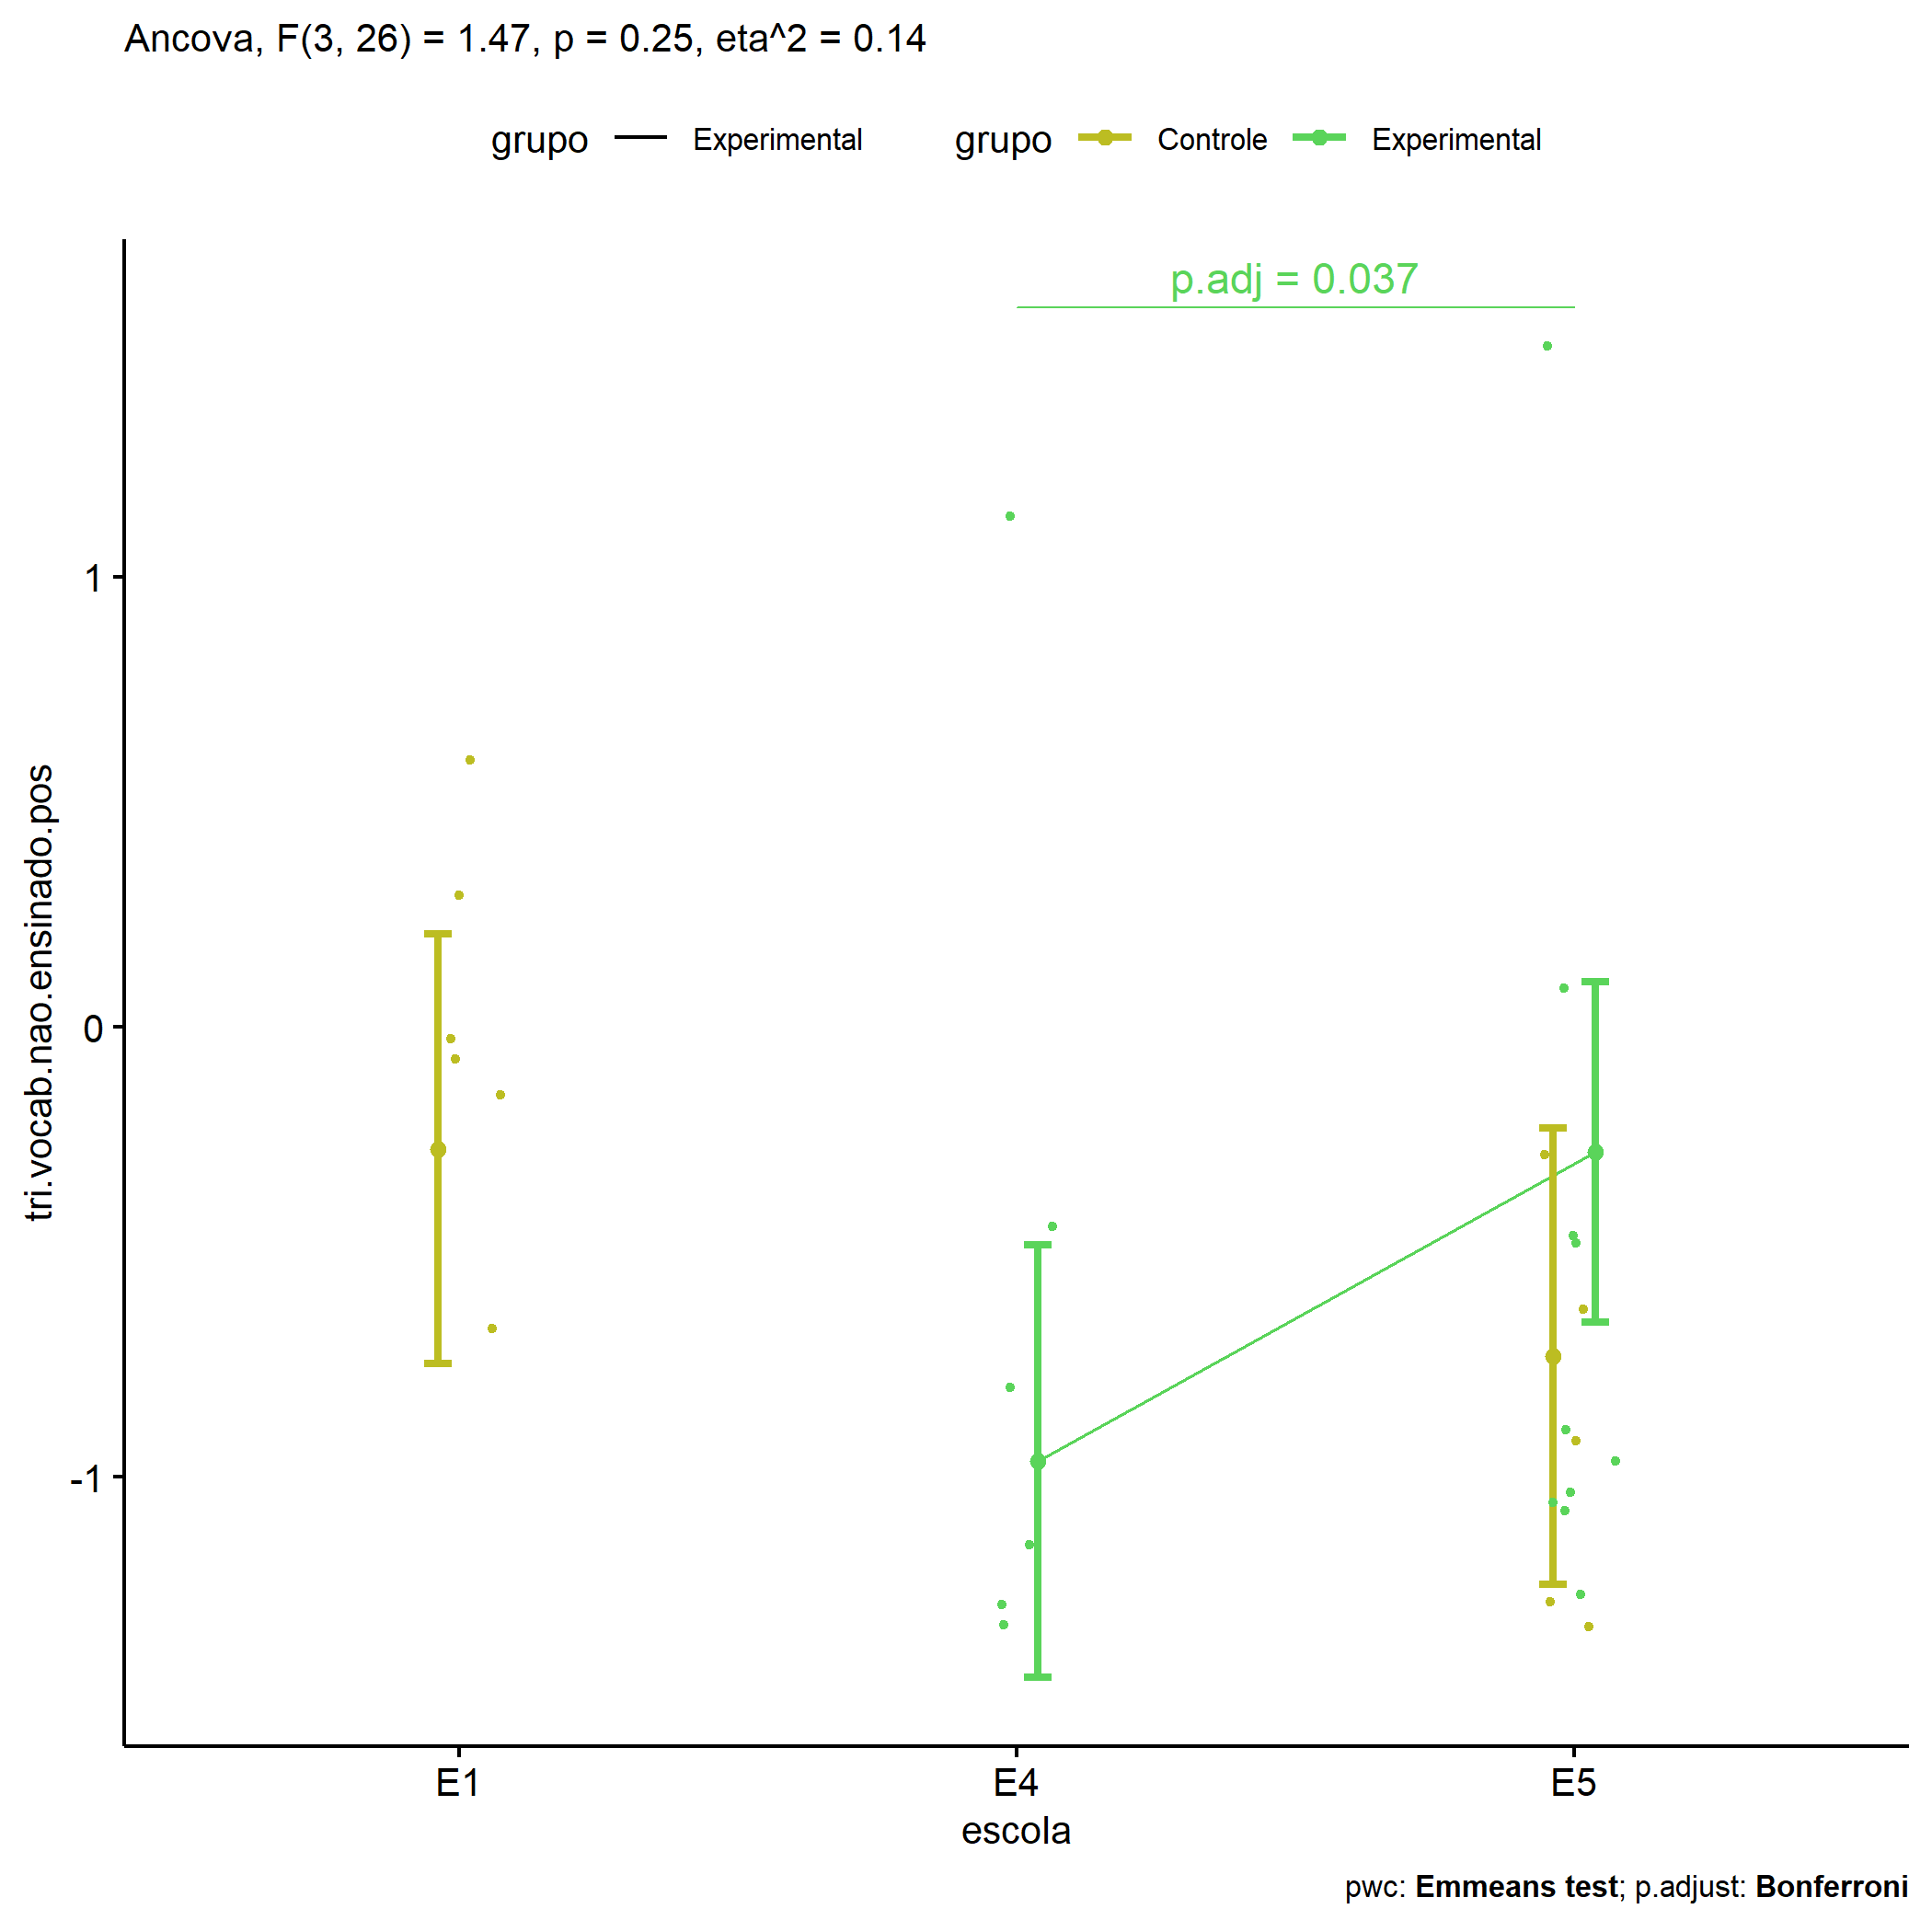 Ancova, F(3, 26) = 1.47, p = 0.25, eta^2 = 0.14
grupo Experimental grupo Controle Experimental
p.adj = 0.037
1
0
-1
tri.vocab.nao.ensinado.pos
E1 E4 E5
escola
pwc: Emmeans test; p.adjust: Bonferroni